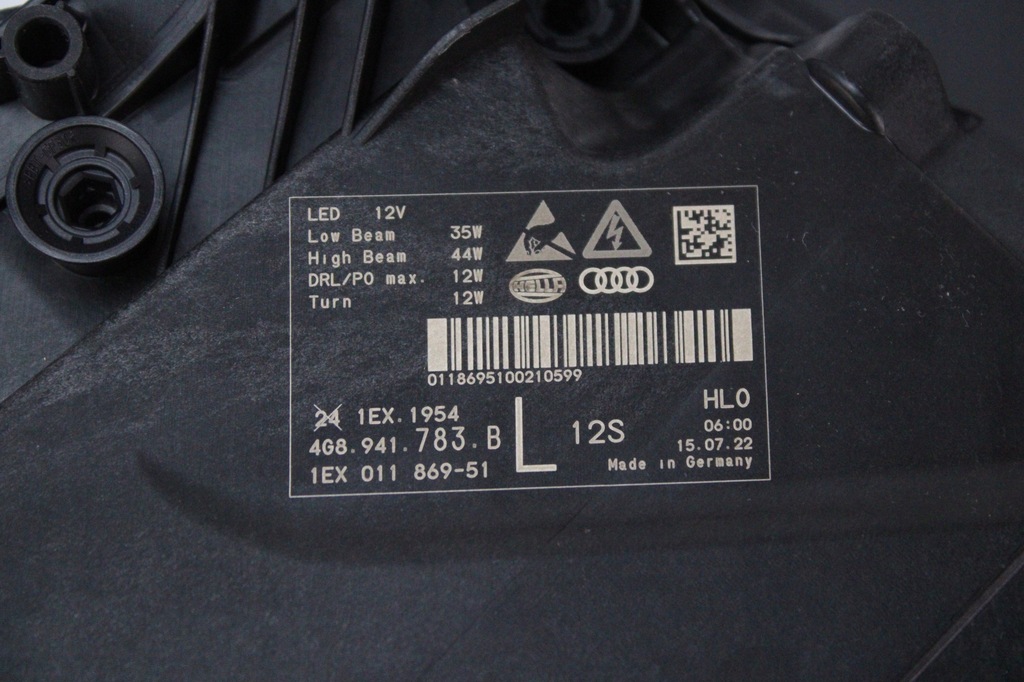 LED 12V
Low Beam 35W
High Beam 44W
DRL/PO max. 12W
Turn 12W
HELLA
0118695100210599
24 1EX.1954
4G8.941.783.B
1EX 011 869-51
L
12S
HLO
06:00
15.07.22
Made in Germany